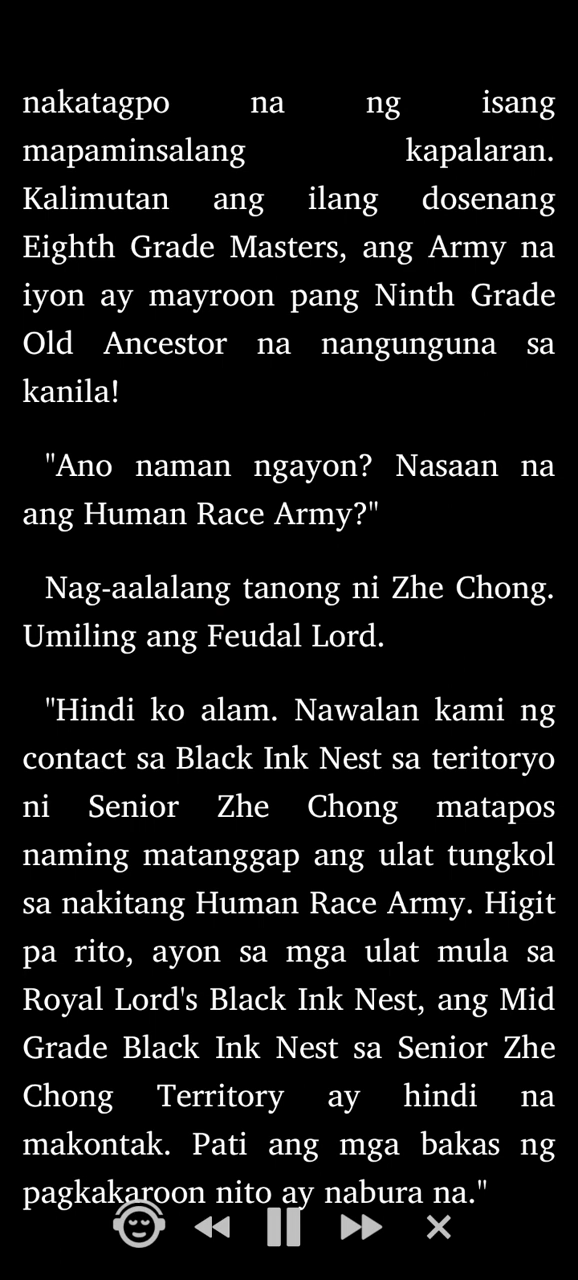 nakatagpo na ng isang
mapaminsalang kapalaran.
Kalimutan ang ilang dosenang
Eighth Grade Masters, ang Army na
iyon ay mayroon pang Ninth Grade
Old Ancestor na nangunguna sa
kanila!
"Ano naman ngayon? Nasaan na
ang Human Race Army?"
Nag-aalalang tanong ni Zhe Chong.
Umiling ang Feudal Lord.
"Hindi ko alam. Nawalan kami ng
contact sa Black Ink Nest sa teritoryo
ni Senior Zhe Chong matapos
naming matanggap ang ulat tungkol
sa nakitang Human Race Army. Higit
pa rito, ayon sa mga ulat mula sa
Royal Lord's Black Ink Nest, ang Mid
Grade Black Ink Nest sa Senior Zhe
Chong Territory ay hindi na
makontak. Pati ang mga bakas ng
pagkakaroon nito ay nabura na."